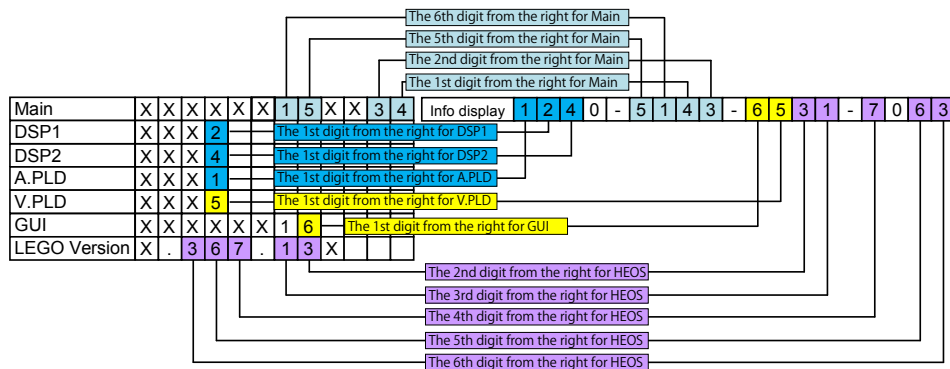 The 6th digit from the right for Main
The 5th digit from the right for Main
The 2nd digit from the right for Main
The 1st digit from the right for Main
Main X X X X X X 1 5 X X 3 4 Info display 1 2 4 0 - 5 1 4 3 - 6 5 3 1 - 7 0 6 3
DSP1 X X X 2 The 1st digit from the right for DSP1
DSP2 X X X 4 The 1st digit from the right for DSP2
A.PLD X X X 1 The 1st digit from the right for A.PLD
V.PLD X X X 5 The 1st digit from the right for V.PLD
GUI X X X X X X 1 6 The 1st digit from the right for GUI
LEGO Version X . 3 6 7 . 1 3 X
The 2nd digit from the right for HEOS
The 3rd digit from the right for HEOS
The 4th digit from the right for HEOS
The 5th digit from the right for HEOS
The 6th digit from the right for HEOS